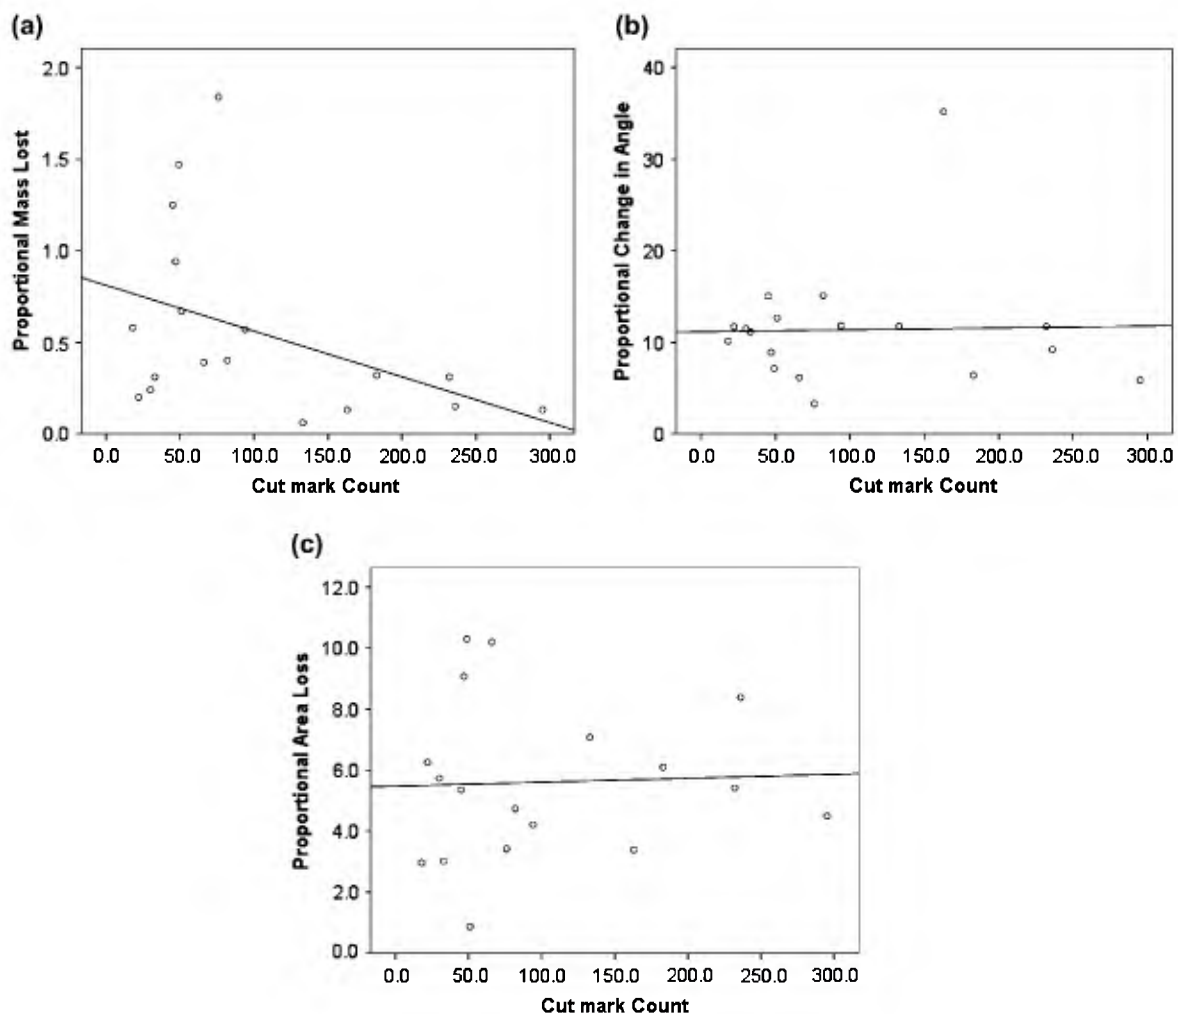 (a)
2.0
1.5
1.0
0.5
0.0
Proportional Mass Lost
0.0 50.0 100.0 150.0 200.0 250.0 300.0
Cut mark Count
(b)
40
30
20
10
0
Proportional Change in Angle
0.0 50.0 100.0 150.0 200.0 250.0 300.0
Cut mark Count
(c)
12.0
10.0
8.0
6.0
4.0
2.0
0.0
Proportional Area Loss
0.0 50.0 100.0 150.0 200.0 250.0 300.0
Cut mark Count